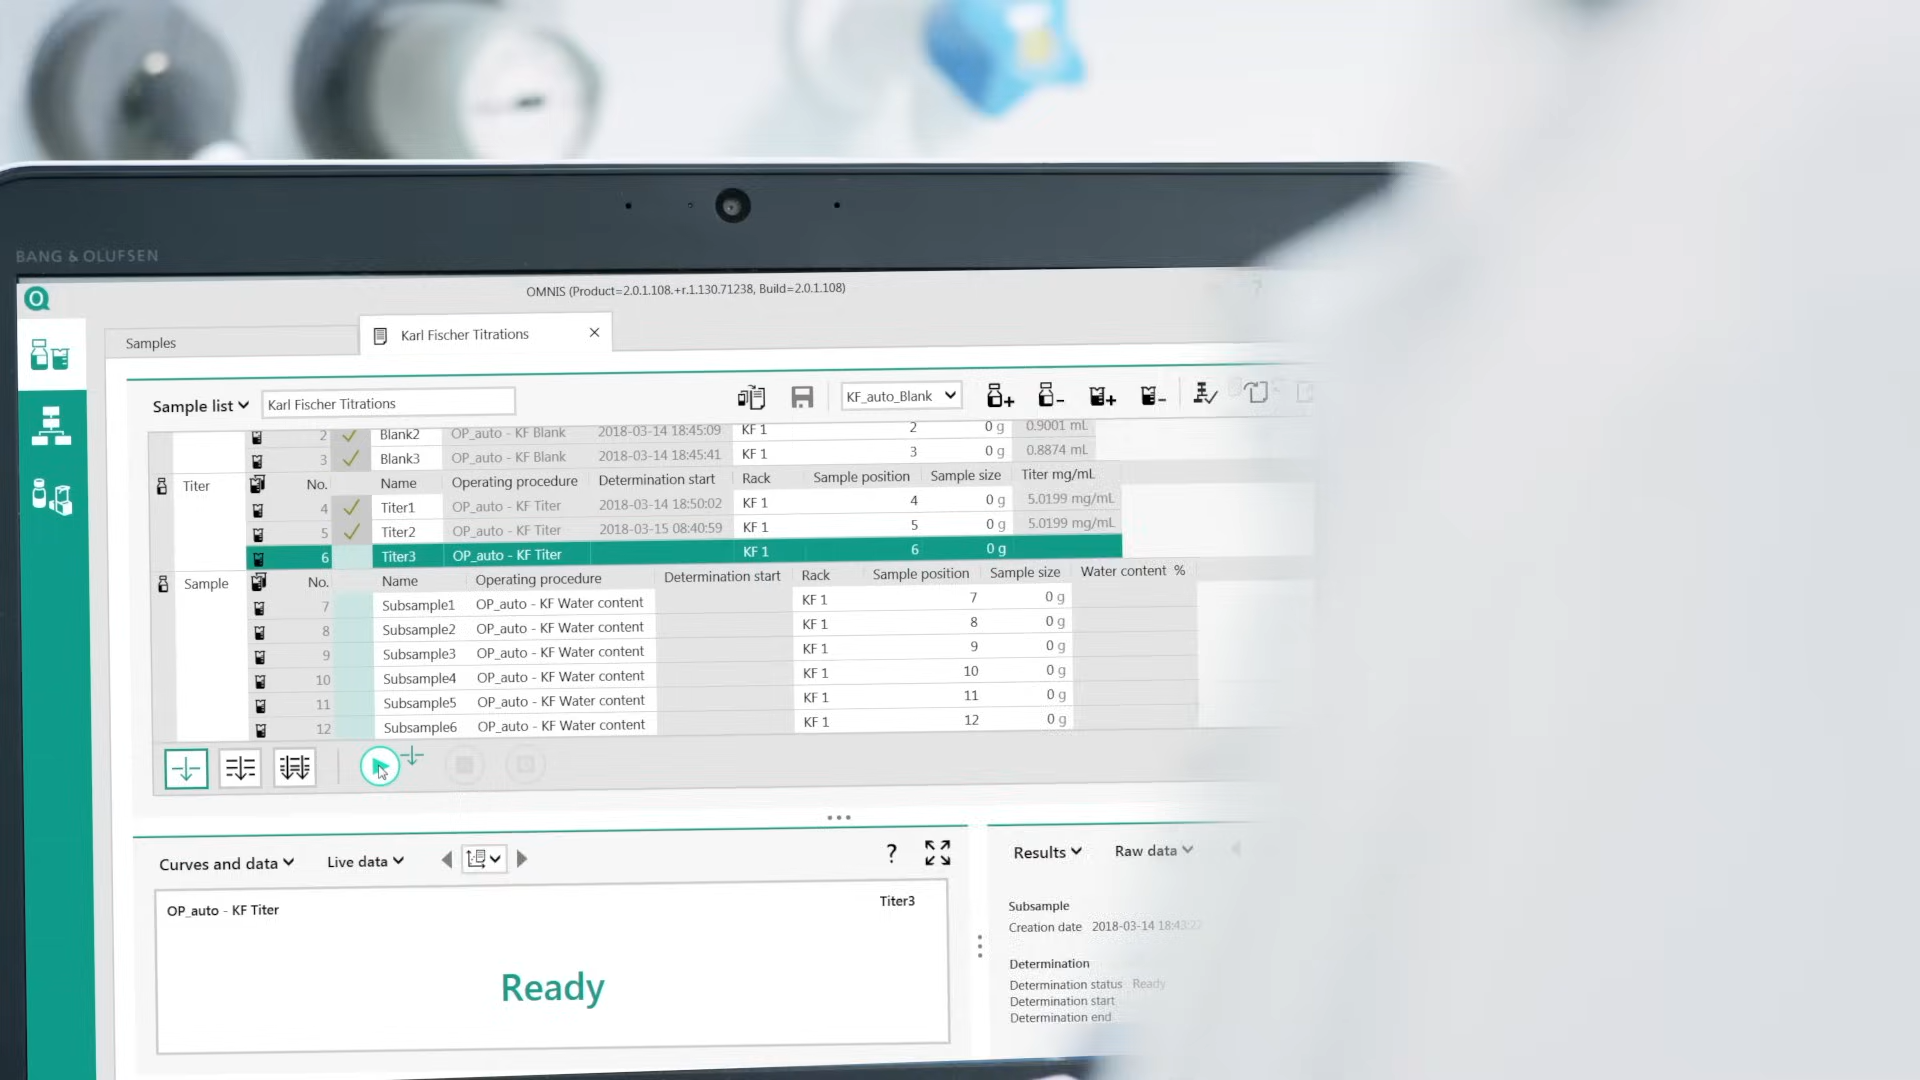 BANG & OLUFSEN
OMNIS (Product=2.0.1.108.+r.1.130.71238, Build=2.0.1.108)
Samples
Karl Fischer Titrations
Sample list
Karl Fischer Titrations
KF_auto_Blank
2 Blank2 OP_auto - KF Blank 2018-03-14 18:45:09 KF 1 2 0 g 0.9001 mL
3 Blank3 OP_auto - KF Blank 2018-03-14 18:45:41 KF 1 3 0 g 0.8874 mL
Titer No. Name Operating procedure Determination start Rack Sample position Sample size Titer mg/mL
4 Titer1 OP_auto - KF Titer 2018-03-14 18:50:02 KF 1 4 0 g 5.0199 mg/mL
5 Titer2 OP_auto - KF Titer 2018-03-15 08:40:59 KF 1 5 0 g 5.0199 mg/mL
6 Titer3 OP_auto - KF Titer KF 1 6 0 g
Sample No. Name Operating procedure Determination start Rack Sample position Sample size Water content %
7 Subsample1 OP_auto - KF Water content KF 1 7 0 g
8 Subsample2 OP_auto - KF Water content KF 1 8 0 g
9 Subsample3 OP_auto - KF Water content KF 1 9 0 g
10 Subsample4 OP_auto - KF Water content KF 1 10 0 g
11 Subsample5 OP_auto - KF Water content KF 1 11 0 g
12 Subsample6 OP_auto - KF Water content KF 1 12 0 g
Curves and data
Live data
?
OP_auto - KF Titer
Titer3
Ready
Results
Raw data
Subsample
Creation date 2018-03-14 18:43:22
Determination
Determination status Ready
Determination start
Determination end